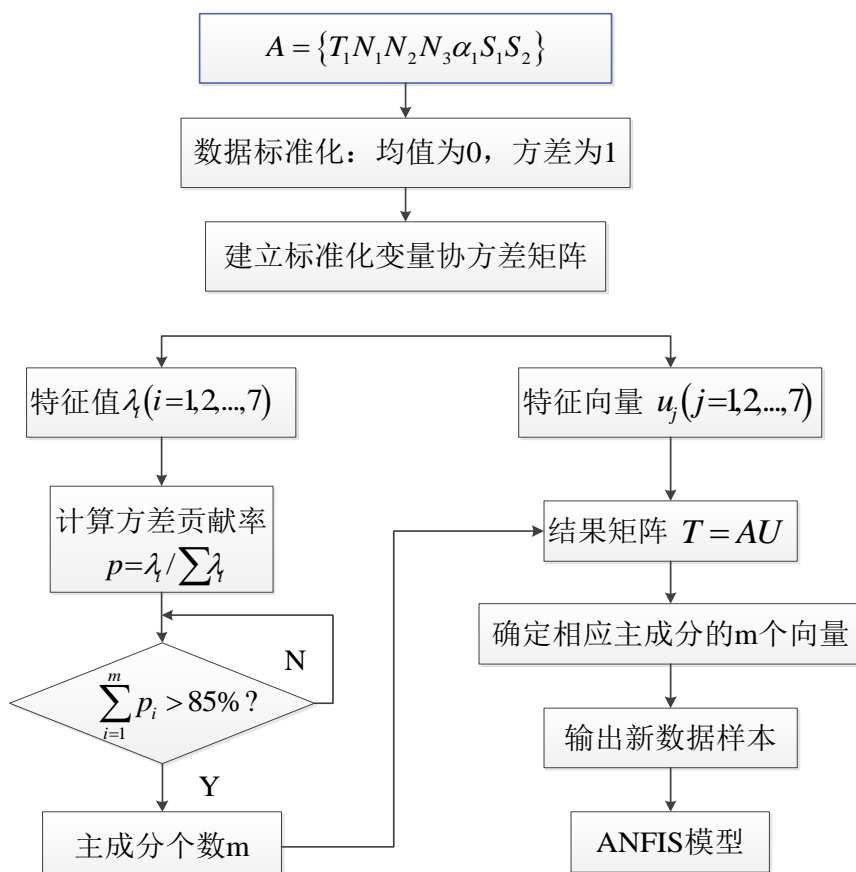 A = {T₁N₁N₂N₃α₁S₁S₂}
数据标准化：均值为0，方差为1
建立标准化变量协方差矩阵
特征值λᵢ(i=1,2,...,7)
特征向量 uⱼ(j=1,2,...,7)
计算方差贡献率
p=λᵢ/∑λᵢ
结果矩阵 T = AU
确定相应主成分的m个向量
N
∑ᵢ₌₁ᵐ pᵢ > 85% ?
输出新数据样本
Y
主成分个数m
ANFIS模型